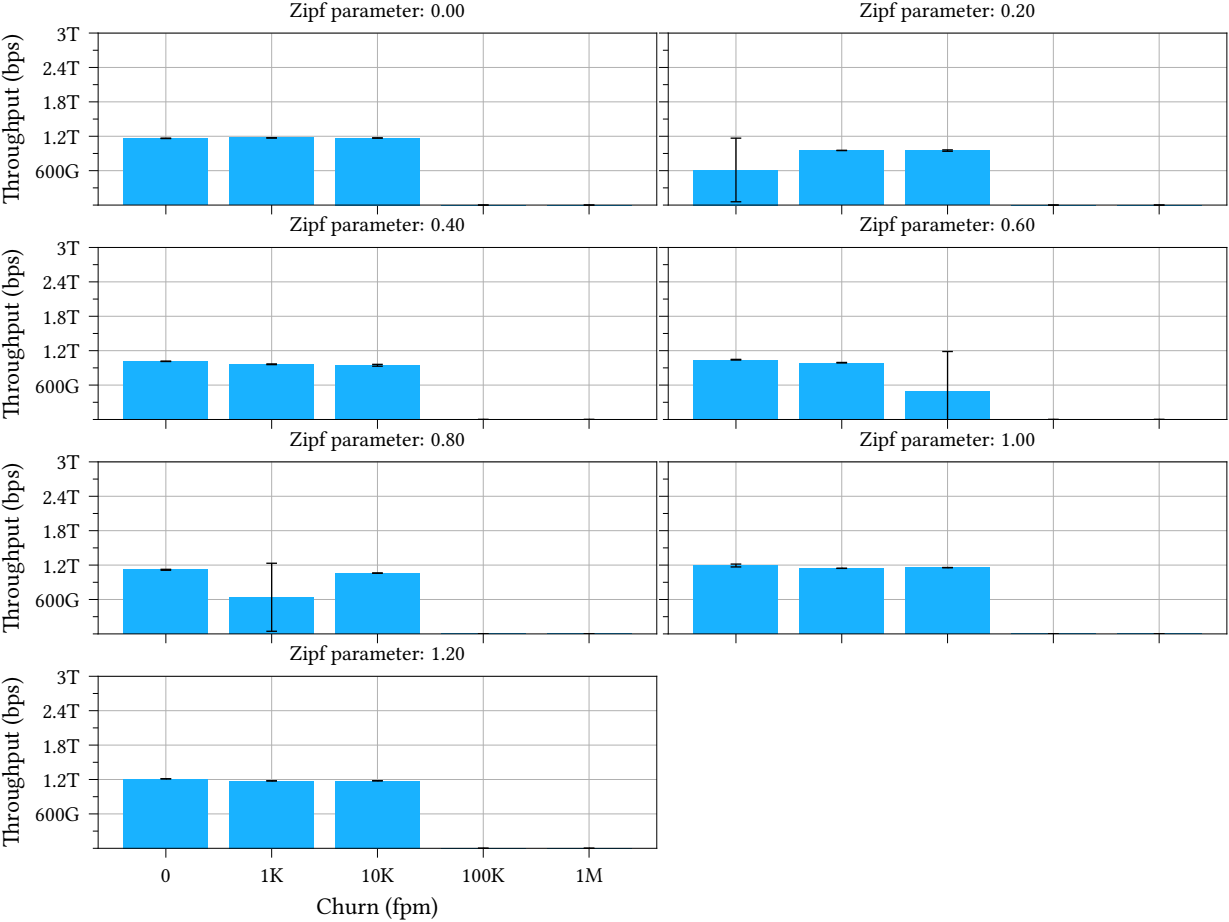 Zipf parameter: 0.00
Zipf parameter: 0.20
Throughput (bps)
3T
2.4T
1.8T
1.2T
600G
Zipf parameter: 0.40
Zipf parameter: 0.60
Throughput (bps)
3T
2.4T
1.8T
1.2T
600G
Zipf parameter: 0.80
Zipf parameter: 1.00
Throughput (bps)
3T
2.4T
1.8T
1.2T
600G
Zipf parameter: 1.20
Throughput (bps)
3T
2.4T
1.8T
1.2T
600G
0 1K 10K 100K 1M
Churn (fpm)